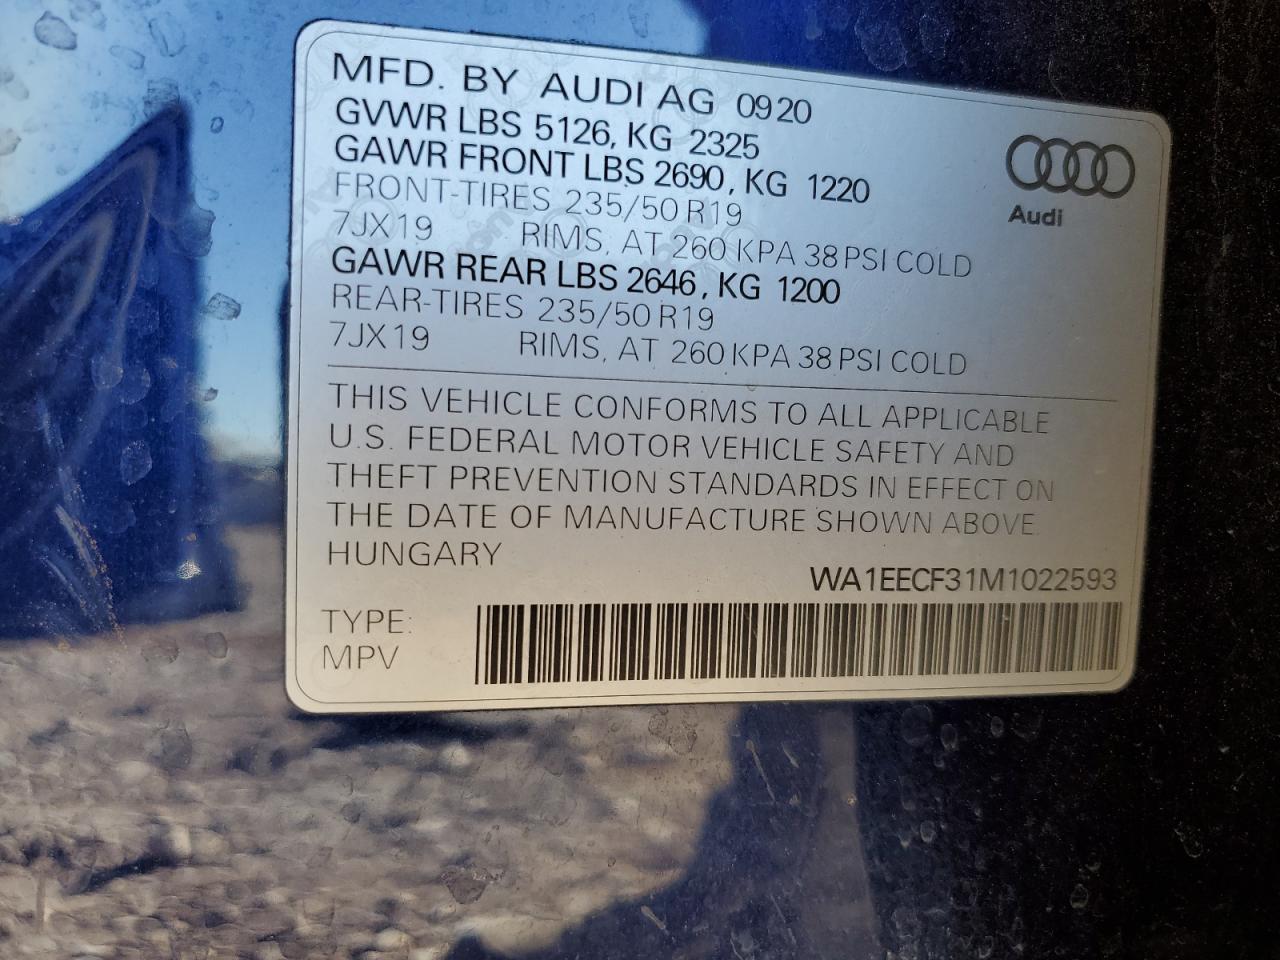 MFD. BY AUDI AG 09 20
GVWR LBS 5126, KG 2325
GAWR FRONT LBS 2690, KG 1220
FRONT-TIRES 235/50 R19
7JX19 RIMS, AT 260 KPA 38 PSI COLD
GAWR REAR LBS 2646, KG 1200
REAR-TIRES 235/50 R19
7JX19 RIMS, AT 260 KPA 38 PSI COLD
Audi
THIS VEHICLE CONFORMS TO ALL APPLICABLE
U.S. FEDERAL MOTOR VEHICLE SAFETY AND
THEFT PREVENTION STANDARDS IN EFFECT ON
THE DATE OF MANUFACTURE SHOWN ABOVE.
HUNGARY
WA1EECF31M1022593
TYPE:
MPV